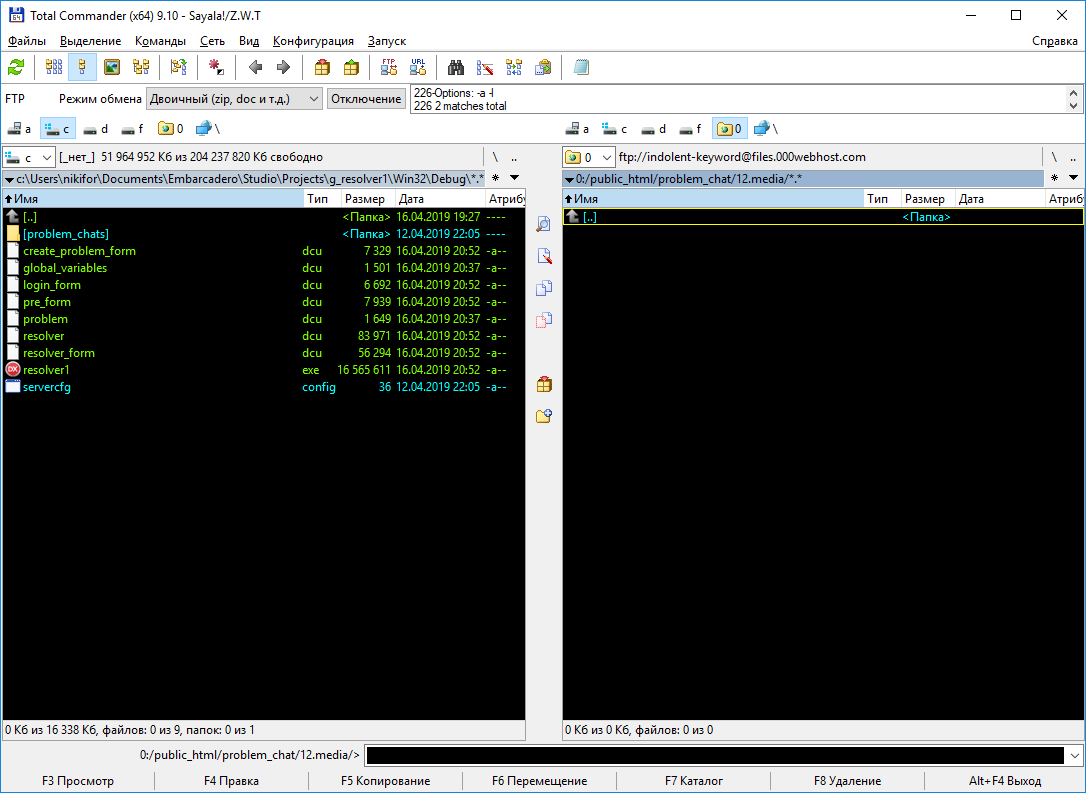 Total Commander (x64) 9.10 - Sayala!/Z.W.T
Файлы Выделение Команды Сеть Вид Конфигурация Запуск Справка
FTP URL
FTP Режим обмена Двоичный (zip, doc и т.д.) Отключение
226-Options: -a -l
226 2 matches total
a c d f 0 \
a c d f 0 \
c [_нет_] 51 964 952 Кб из 204 237 820 Кб свободно \ ..
0 ftp://indolent-keyword@files.000webhost.com \ ..
c:\Users\nikifor\Documents\Embarcadero\Studio\Projects\g_resolver1\Win32\Debug\*.* *
0:/public_html/problem_chat/12.media/*.* *
Имя Тип Размер Дата Атрибу
[..] <Папка> 16.04.2019 19:27 ----
[problem_chats] <Папка> 12.04.2019 22:05 ----
create_problem_form dcu 7 329 16.04.2019 20:52 -a--
global_variables dcu 1 501 16.04.2019 20:37 -a--
login_form dcu 6 692 16.04.2019 20:52 -a--
pre_form dcu 7 939 16.04.2019 20:52 -a--
problem dcu 1 649 16.04.2019 20:37 -a--
resolver dcu 83 971 16.04.2019 20:52 -a--
resolver_form dcu 56 294 16.04.2019 20:52 -a--
resolver1 exe 16 565 611 16.04.2019 20:52 -a--
servercfg config 36 12.04.2019 22:05 -a--
Имя Тип Размер Дата Атрибу
[..] <Папка>
0 Кб из 16 338 Кб, файлов: 0 из 9, папок: 0 из 1
0 Кб из 0 Кб, файлов: 0 из 0
0:/public_html/problem_chat/12.media/>
F3 Просмотр F4 Правка F5 Копирование F6 Перемещение F7 Каталог F8 Удаление Alt+F4 Выход